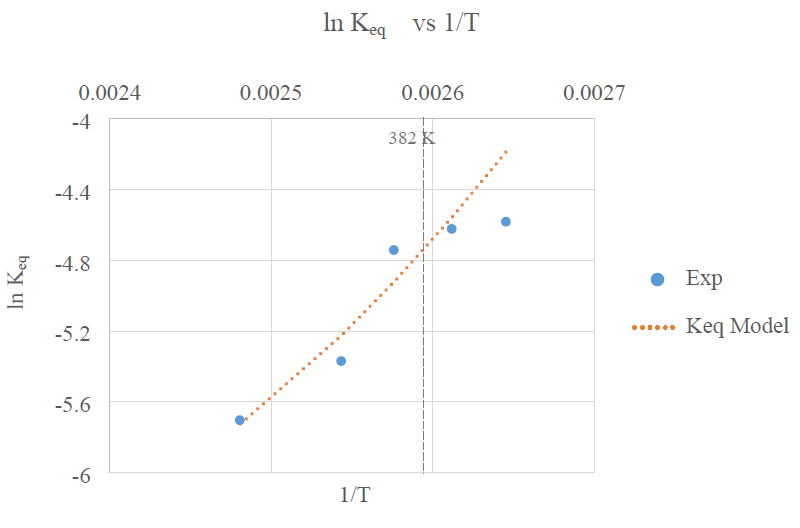 ln Keq vs 1/T
0.0024 0.0025 0.0026 0.0027
-4
382 K
-4.4
-4.8
ln Keq
Exp
-5.2
Keq Model
-5.6
-6
1/T